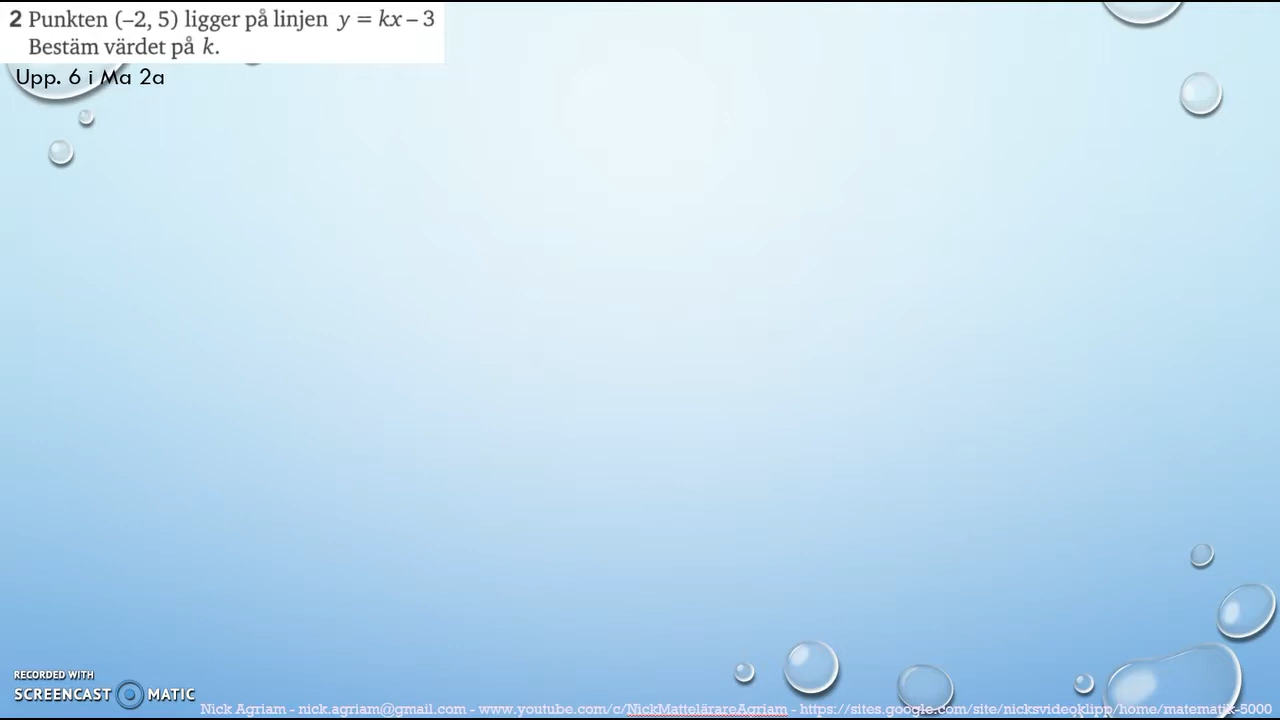 2 Punkten (–2, 5) ligger på linjen y = kx – 3
Bestäm värdet på k.
Upp. 6 i Ma 2a
RECORDED WITH
SCREENCAST MATIC
Nick Agriam - nick.agriam@gmail.com - www.youtube.com/c/NickMattelärareAgriam - https://sites.google.com/site/nicksvideoklipp/home/matematik-5000